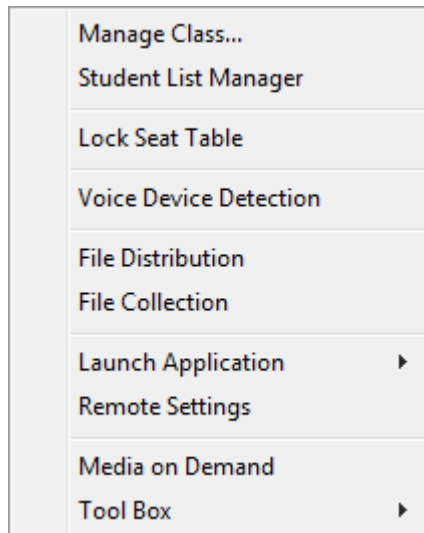 Manage Class...
Student List Manager
Lock Seat Table
Voice Device Detection
File Distribution
File Collection
Launch Application
Remote Settings
Media on Demand
Tool Box